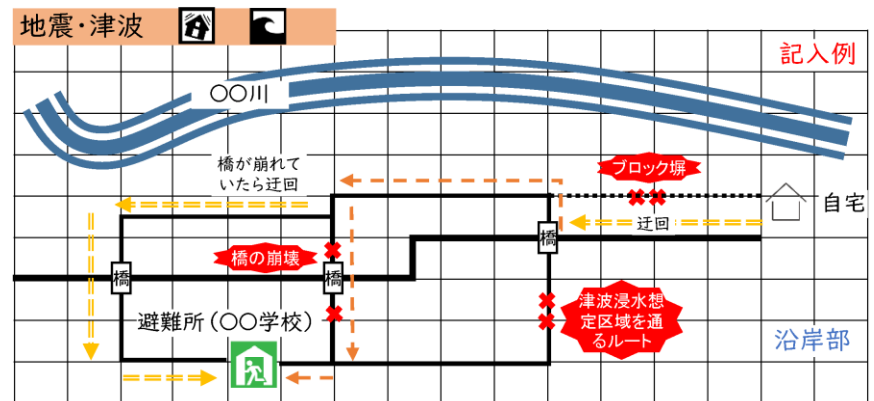 地震・津波
記入例
〇〇川
橋が崩れて
いたら迂回
ブロック塀
自宅
迂回
橋
橋の崩壊
橋
橋
避難所（〇〇学校）
津波浸水想
定区域を通
るルート
沿岸部